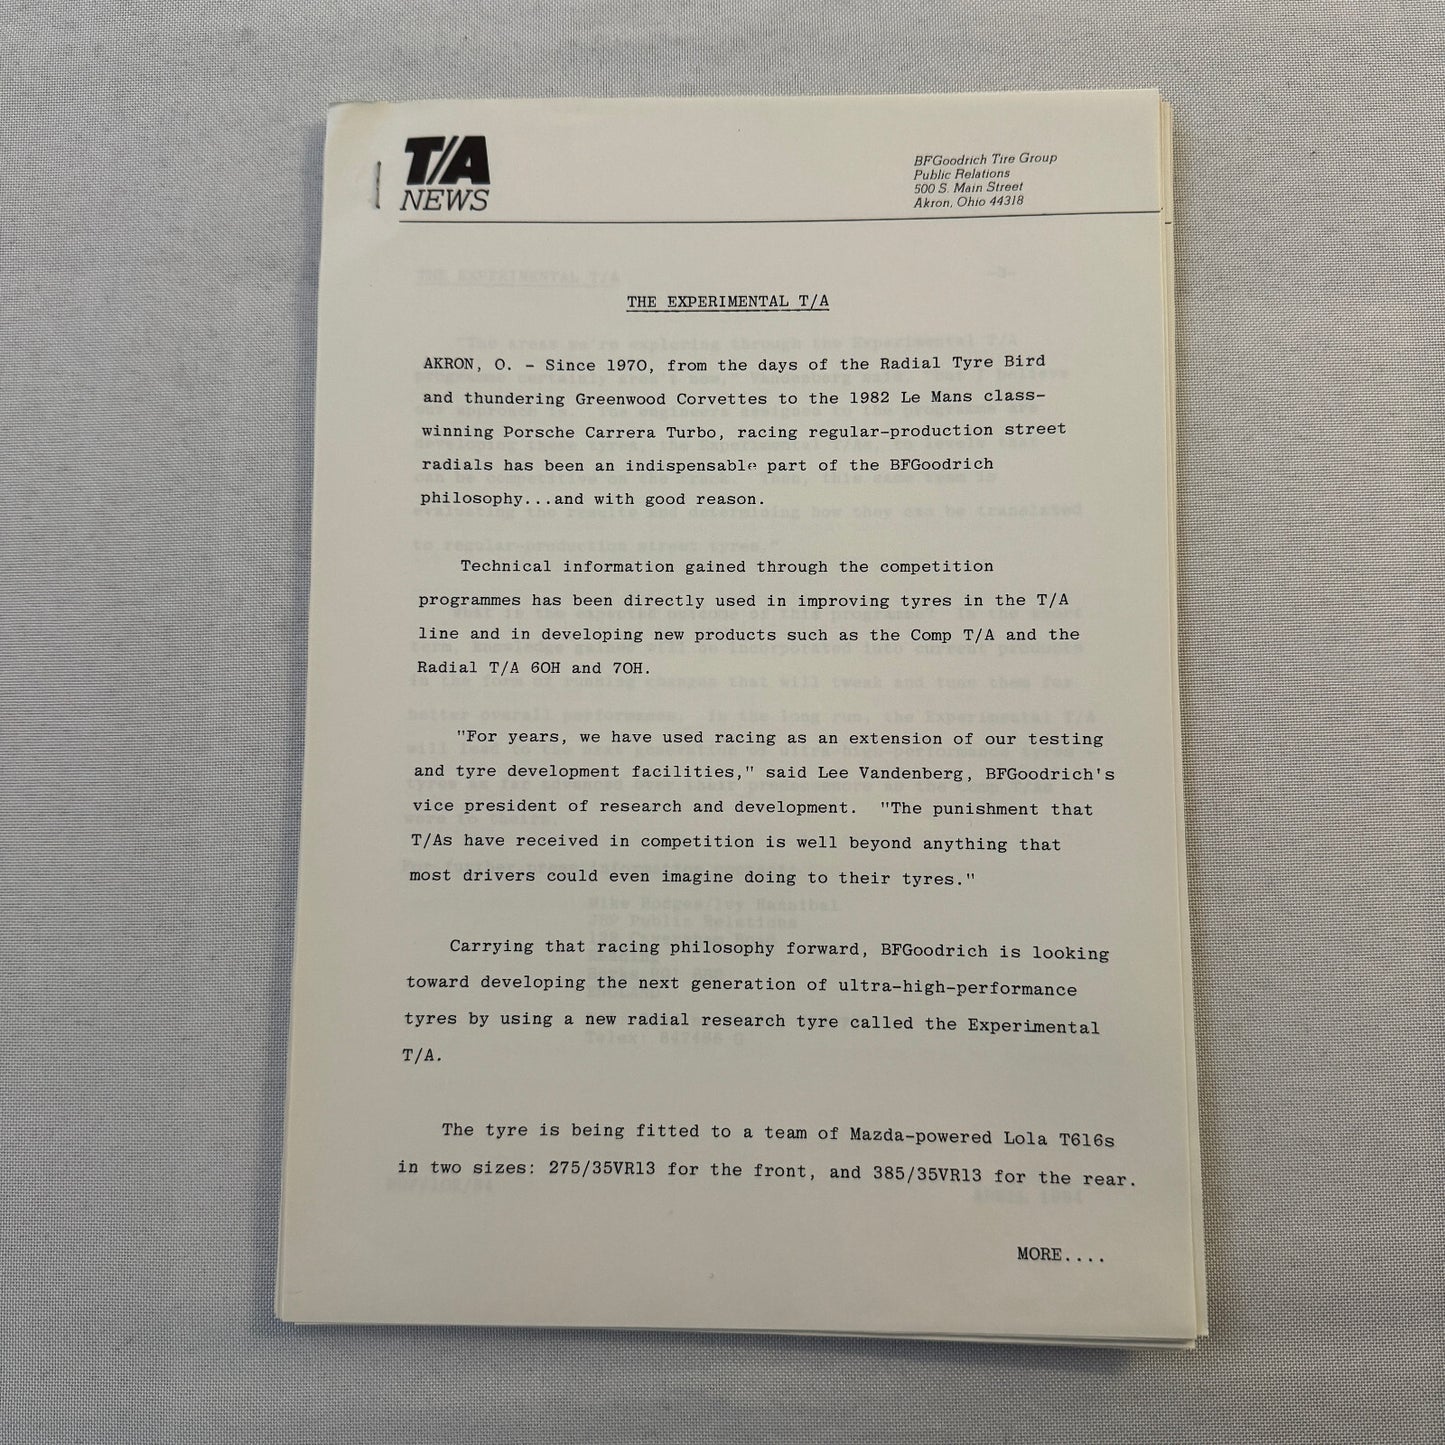 T/A
NEWS
BFGoodrich Tire Group
Public Relations
500 S. Main Street
Akron, Ohio 44318
THE EXPERIMENTAL T/A
AKRON, O. - Since 1970, from the days of the Radial Tyre Bird
and thundering Greenwood Corvettes to the 1982 Le Mans class-
winning Porsche Carrera Turbo, racing regular-production street
radials has been an indispensable part of the BFGoodrich
philosophy...and with good reason.
Technical information gained through the competition
programmes has been directly used in improving tyres in the T/A
line and in developing new products such as the Comp T/A and the
Radial T/A 60H and 70H.
"For years, we have used racing as an extension of our testing
and tyre development facilities," said Lee Vandenberg, BFGoodrich's
vice president of research and development. "The punishment that
T/As have received in competition is well beyond anything that
most drivers could even imagine doing to their tyres."
Carrying that racing philosophy forward, BFGoodrich is looking
toward developing the next generation of ultra-high-performance
tyres by using a new radial research tyre called the Experimental
T/A.
The tyre is being fitted to a team of Mazda-powered Lola T616s
in two sizes: 275/35VR13 for the front, and 385/35VR13 for the rear.
MORE....